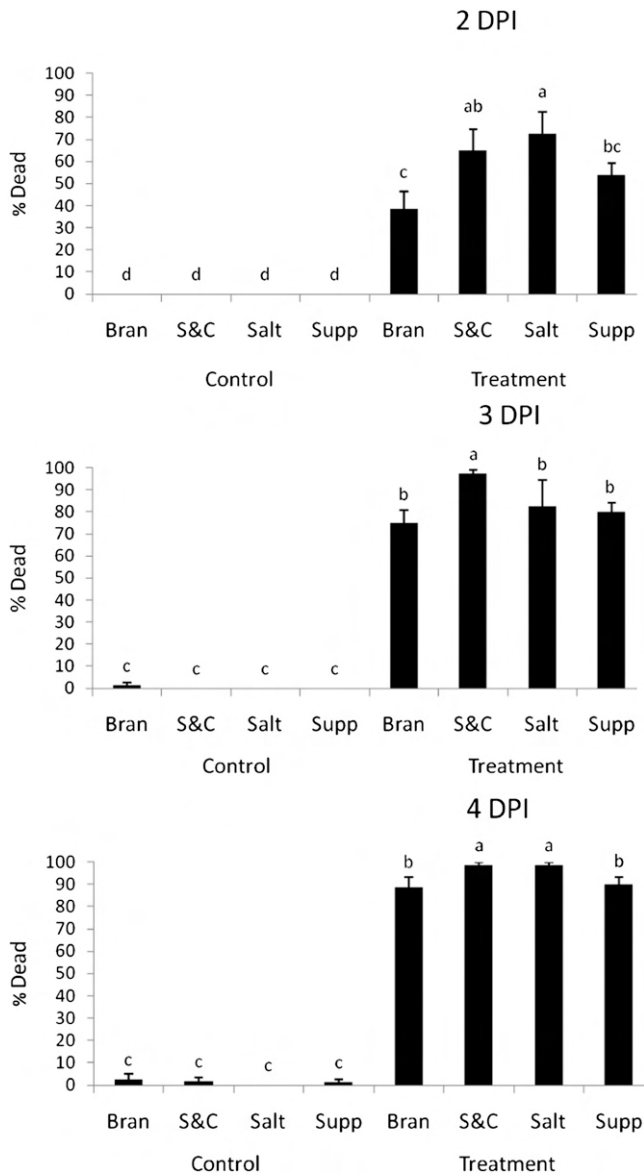 2 DPI
100
90
80
70
60
50
40
30
20
10
0
% Dead
d d d d c ab a bc
Bran S&C Salt Supp Bran S&C Salt Supp
Control Treatment
3 DPI
100
90
80
70
60
50
40
30
20
10
0
% Dead
c c c c b a b b
Bran S&C Salt Supp Bran S&C Salt Supp
Control Treatment
4 DPI
100
90
80
70
60
50
40
30
20
10
0
% Dead
c c c c b a a b
Bran S&C Salt Supp Bran S&C Salt Supp
Control Treatment